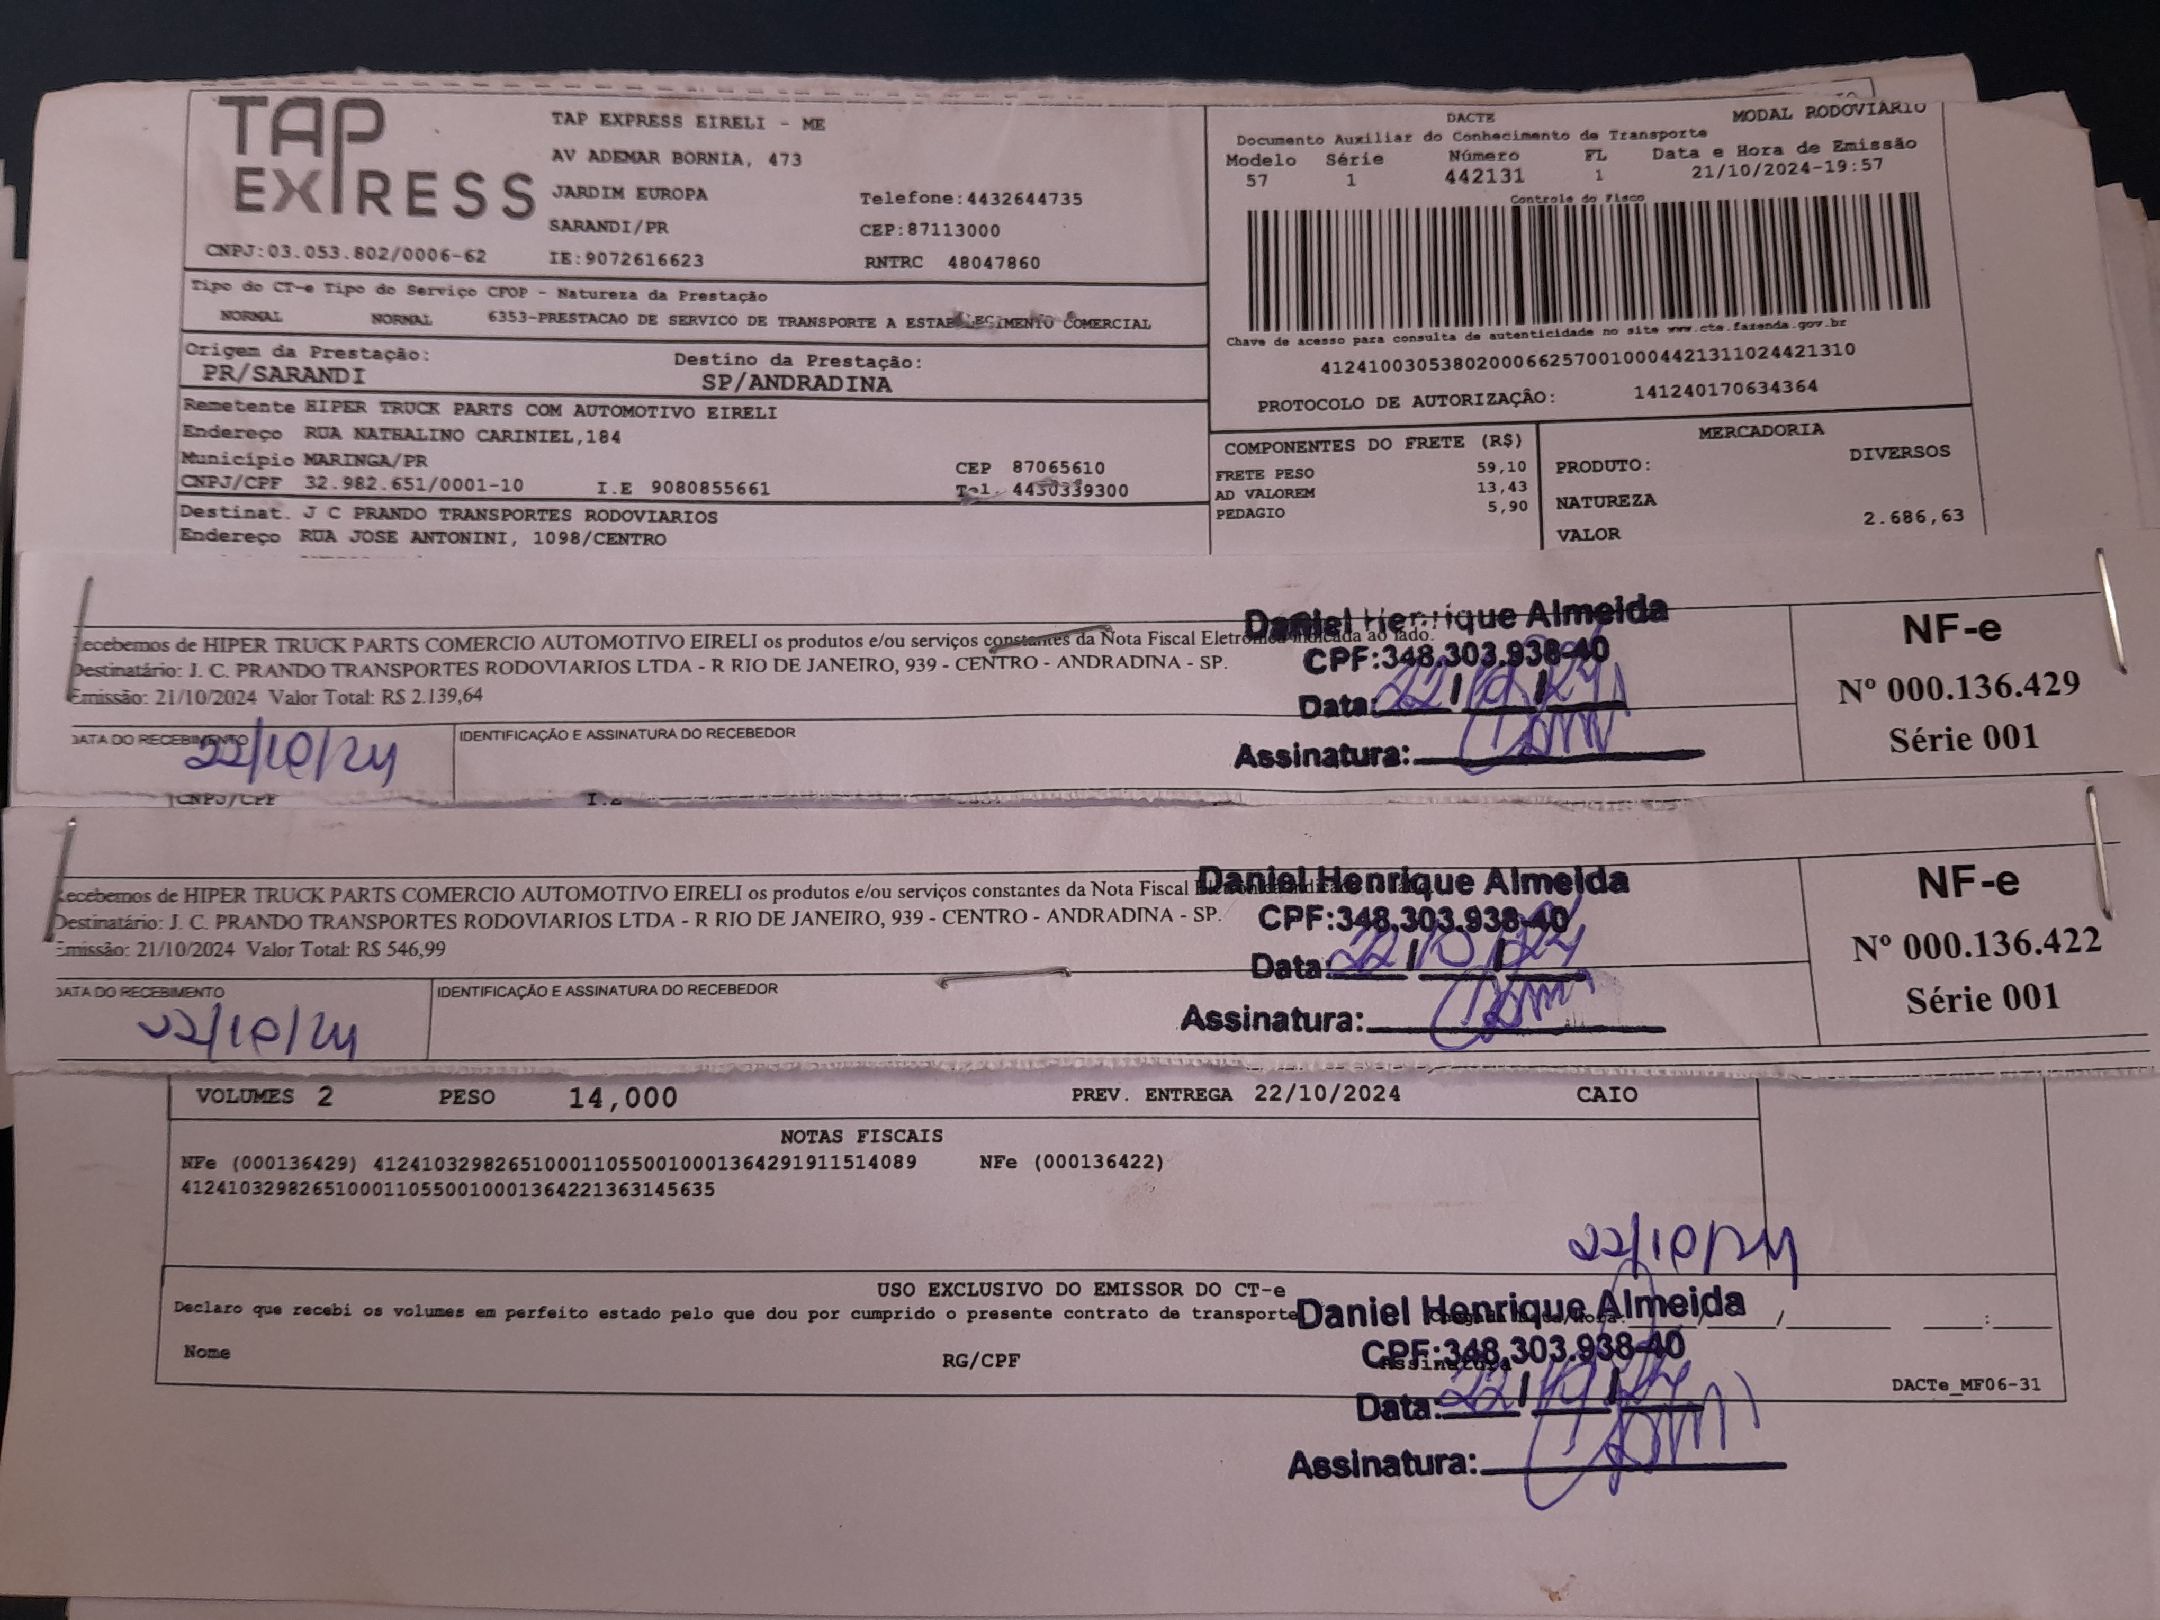 TAP EXPRESS
TAP EXPRESS EIRELI - ME
AV ADEMAR BORNIA, 473
JARDIM EUROPA
Telefone:4432644735
SARANDI/PR
CEP:87113000
CNPJ:03.053.802/0006-62
IE:9072616623
RNTRC 48047860
DACTE
MODAL RODOVIÁRIO
Documento Auxiliar do Conhecimento de Transporte
Modelo Série Número FL Data e Hora de Emissão
57 1 442131 1 21/10/2024-19:57
Controle do Fisco
Chave de acesso para consulta de autenticidade no site www.cte.fazenda.gov.br
41241003053802000662570010004421311024421310
PROTOCOLO DE AUTORIZAÇÃO: 141240170634364
Tipo do CT-e Tipo do Serviço CFOP - Natureza da Prestação
NORMAL NORMAL 6353-PRESTACAO DE SERVICO DE TRANSPORTE A ESTABELECIMENTO COMERCIAL
Origem da Prestação: Destino da Prestação:
PR/SARANDI SP/ANDRADINA
Remetente HIPER TRUCK PARTS COM AUTOMOTIVO EIRELI
Endereço RUA NATHALINO CARINIEL,184
Município MARINGA/PR CEP 87065610
CNPJ/CPF 32.982.651/0001-10 I.E 9080855661 Tel. 4430339300
Destinat. J C PRANDO TRANSPORTES RODOVIARIOS
Endereço RUA JOSE ANTONINI, 1098/CENTRO
COMPONENTES DO FRETE (R$)
FRETE PESO 59,10
AD VALOREM 13,43
PEDAGIO 5,90
MERCADORIA
PRODUTO: DIVERSOS
NATUREZA
VALOR 2.686,63
Recebemos de HIPER TRUCK PARTS COMERCIO AUTOMOTIVO EIRELI os produtos e/ou serviços constantes da Nota Fiscal Eletrônica indicada ao lado.
Destinatário: J. C. PRANDO TRANSPORTES RODOVIARIOS LTDA - R RIO DE JANEIRO, 939 - CENTRO - ANDRADINA - SP.
Emissão: 21/10/2024 Valor Total: R$ 2.139,64
DATA DO RECEBIMENTO
22/10/24
IDENTIFICAÇÃO E ASSINATURA DO RECEBEDOR
Daniel Henrique Almeida
CPF:348.303.938-40
Data: 22/10/24
Assinatura:
NF-e
Nº 000.136.429
Série 001
CNPJ/CPF I.E
Recebemos de HIPER TRUCK PARTS COMERCIO AUTOMOTIVO EIRELI os produtos e/ou serviços constantes da Nota Fiscal
Destinatário: J. C. PRANDO TRANSPORTES RODOVIARIOS LTDA - R RIO DE JANEIRO, 939 - CENTRO - ANDRADINA - SP.
Emissão: 21/10/2024 Valor Total: R$ 546,99
DATA DO RECEBIMENTO
22/10/24
IDENTIFICAÇÃO E ASSINATURA DO RECEBEDOR
Daniel Henrique Almeida
CPF:348.303.938-40
Data: 22/10/24
Assinatura:
NF-e
Nº 000.136.422
Série 001
VOLUMES 2 PESO 14,000 PREV. ENTREGA 22/10/2024 CAIO
NOTAS FISCAIS
NFe (000136429) 41241032982651000110550010001364291911514089 NFe (000136422)
41241032982651000110550010001364221363145635
22/10/24
USO EXCLUSIVO DO EMISSOR DO CT-e
Declaro que recebi os volumes em perfeito estado pelo que dou por cumprido o presente contrato de transporte
Nome RG/CPF Assinatura
Daniel Henrique Almeida
CPF:348.303.938-40
Data: 22/10/24
Assinatura:
DACTe_MF06-31